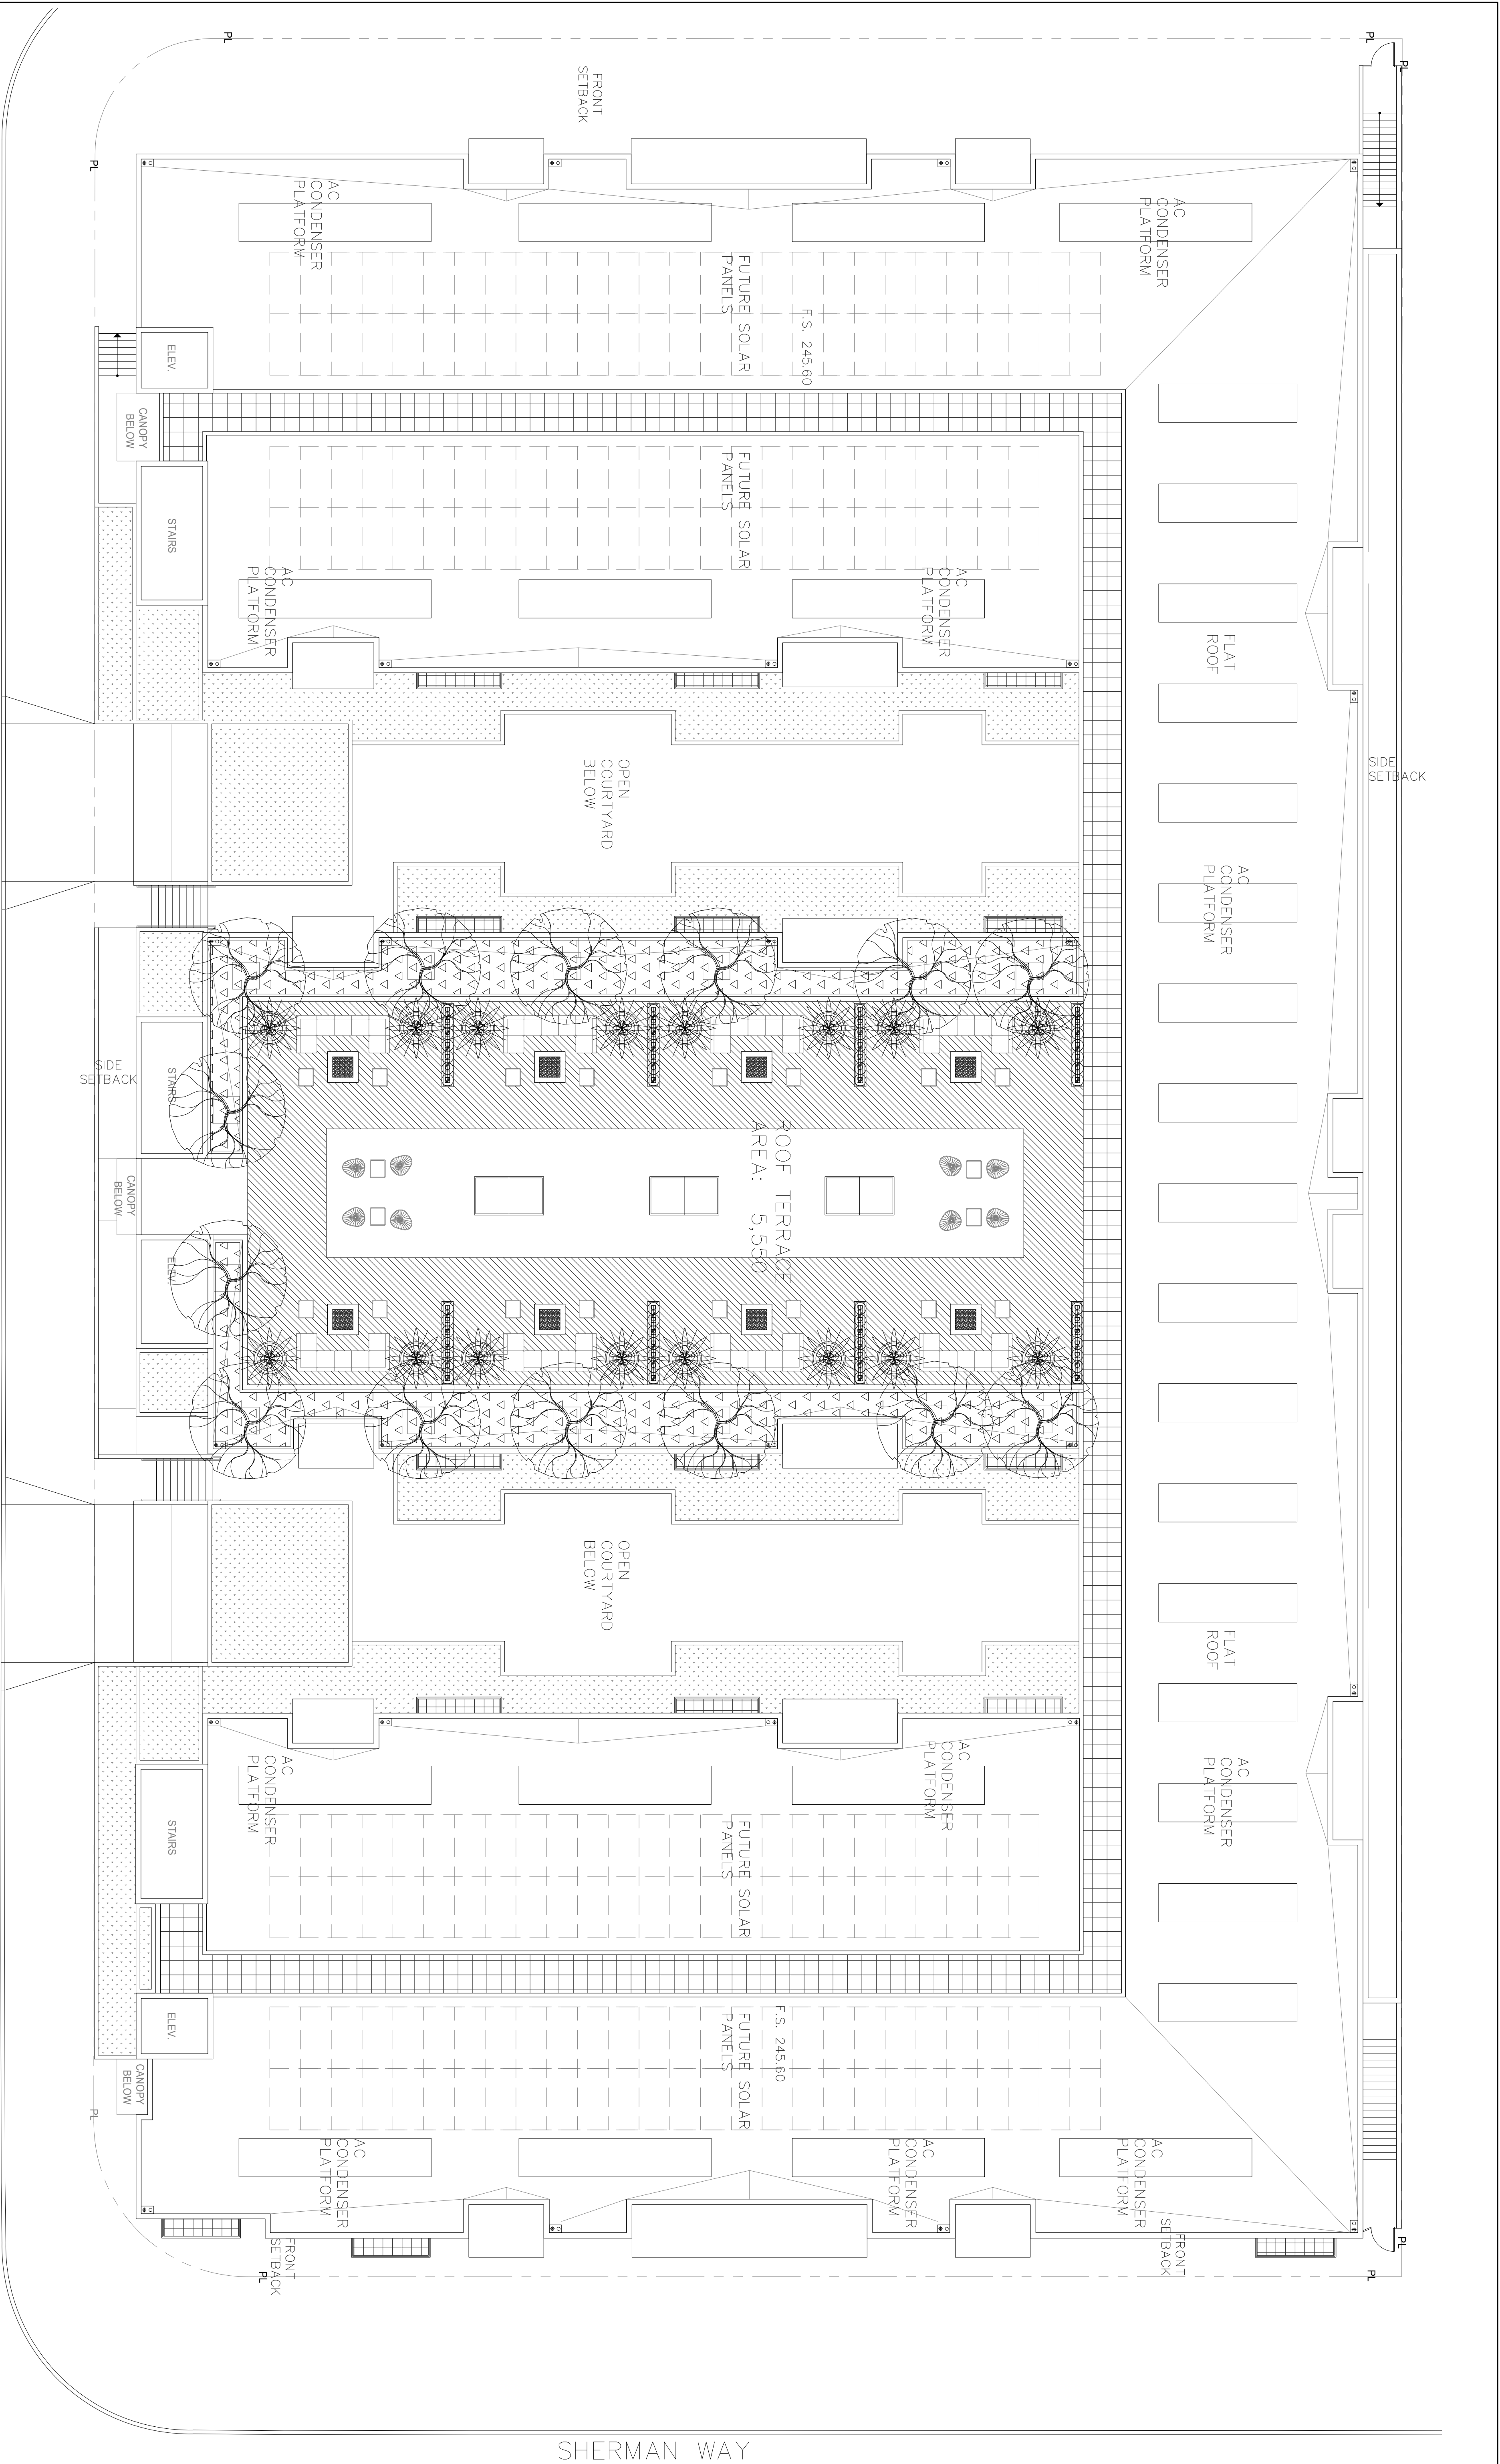 PL
PL
PL
FRONT
SETBACK
PL
AC
CONDENSER
PLATFORM
AC
CONDENSER
PLATFORM
FUTURE SOLAR
PANELS
F.S. 245.60
ELEV.
CANOPY
BELOW
FUTURE SOLAR
PANELS
STAIRS
AC
CONDENSER
PLATFORM
AC
CONDENSER
PLATFORM
FLAT
ROOF
OPEN
COURTYARD
BELOW
SIDE
SETBACK
AC
CONDENSER
PLATFORM
SIDE
SETBACK
STAIRS
ROOF TERRACE
AREA: 5,550
CANOPY
BELOW
ELEV.
OPEN
COURTYARD
BELOW
FLAT
ROOF
AC
CONDENSER
PLATFORM
AC
CONDENSER
PLATFORM
AC
CONDENSER
PLATFORM
STAIRS
FUTURE SOLAR
PANELS
ELEV.
F.S. 245.60
FUTURE SOLAR
PANELS
CANOPY
BELOW
PL
AC
CONDENSER
PLATFORM
AC
CONDENSER
PLATFORM
AC
CONDENSER
PLATFORM
FRONT
SETBACK
FRONT
SETBACK
PL
PL
PL
SHERMAN WAY